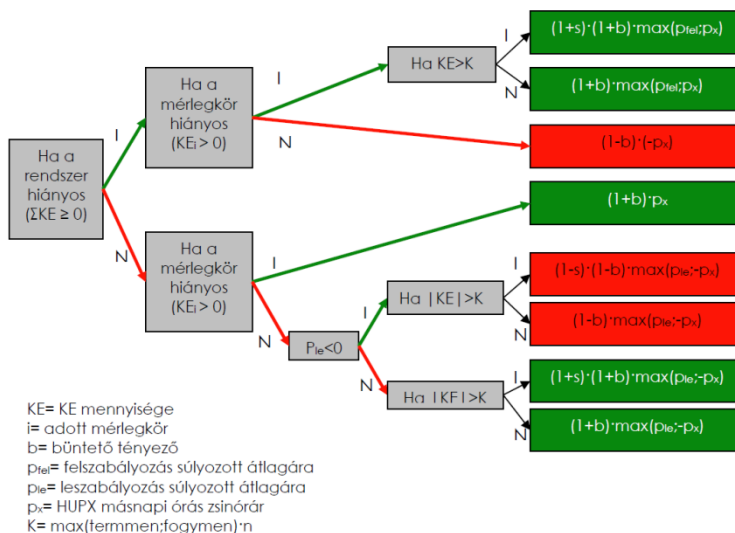 Ha a
rendszer
hiányos
(ΣKE ≥ 0)
I
N
Ha a
mérlegkör
hiányos
(KEi > 0)
I
N
Ha KE>K
I
N
(1+s)·(1+b)·max(pfel;px)
(1+b)·max(pfel;px)
(1-b)·(-px)
Ha a
mérlegkör
hiányos
(KEi > 0)
I
N
(1+b)·px
Ple<0
I
N
Ha |KE|>K
I
N
(1-s)·(1-b)·max(ple;-px)
(1-b)·max(ple;-px)
Ha |KE|>K
I
N
(1+s)·(1+b)·max(ple;-px)
(1+b)·max(ple;-px)
KE= KE mennyisége
i= adott mérlegkör
b= büntető tényező
pfel= felszabályozás súlyozott átlagára
ple= leszabályozás súlyozott átlagára
px= HUPX másnapi órás zsinórár
K= max(termmen;fogymen)·n